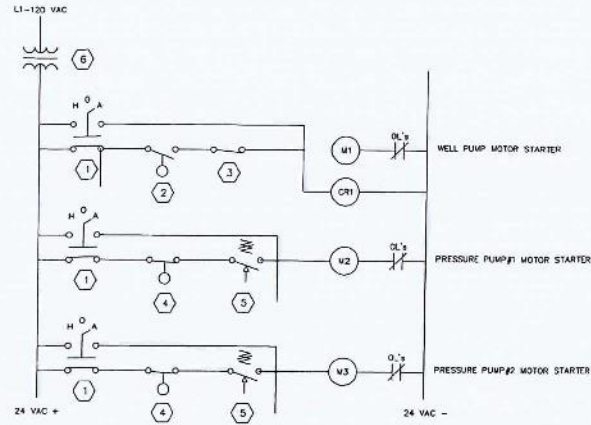 L1-120 VAC
6
H O A
OL's
M1
WELL PUMP MOTOR STARTER
1
2
3
CR1
H O A
OL's
M2
PRESSURE PUMP#1 MOTOR STARTER
1
4
5
H O A
OL's
M3
PRESSURE PUMP#2 MOTOR STARTER
1
4
5
24 VAC +
24 VAC -